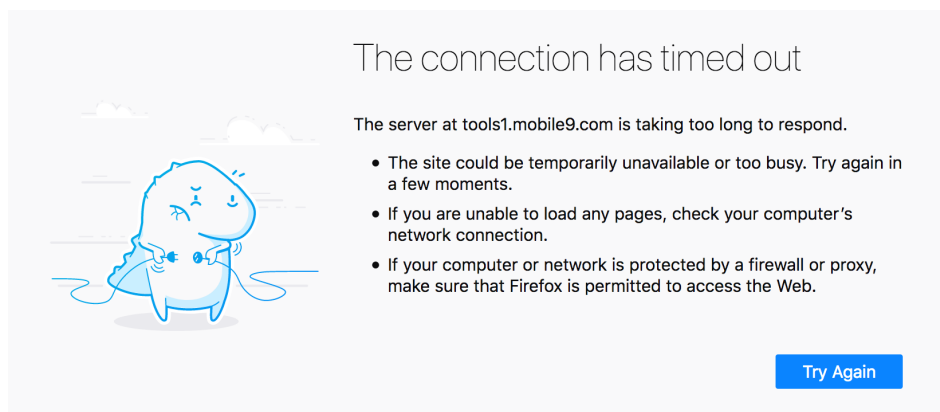 The connection has timed out
The server at tools1.mobile9.com is taking too long to respond.
• The site could be temporarily unavailable or too busy. Try again in
a few moments.
• If you are unable to load any pages, check your computer’s
network connection.
• If your computer or network is protected by a firewall or proxy,
make sure that Firefox is permitted to access the Web.
Try Again